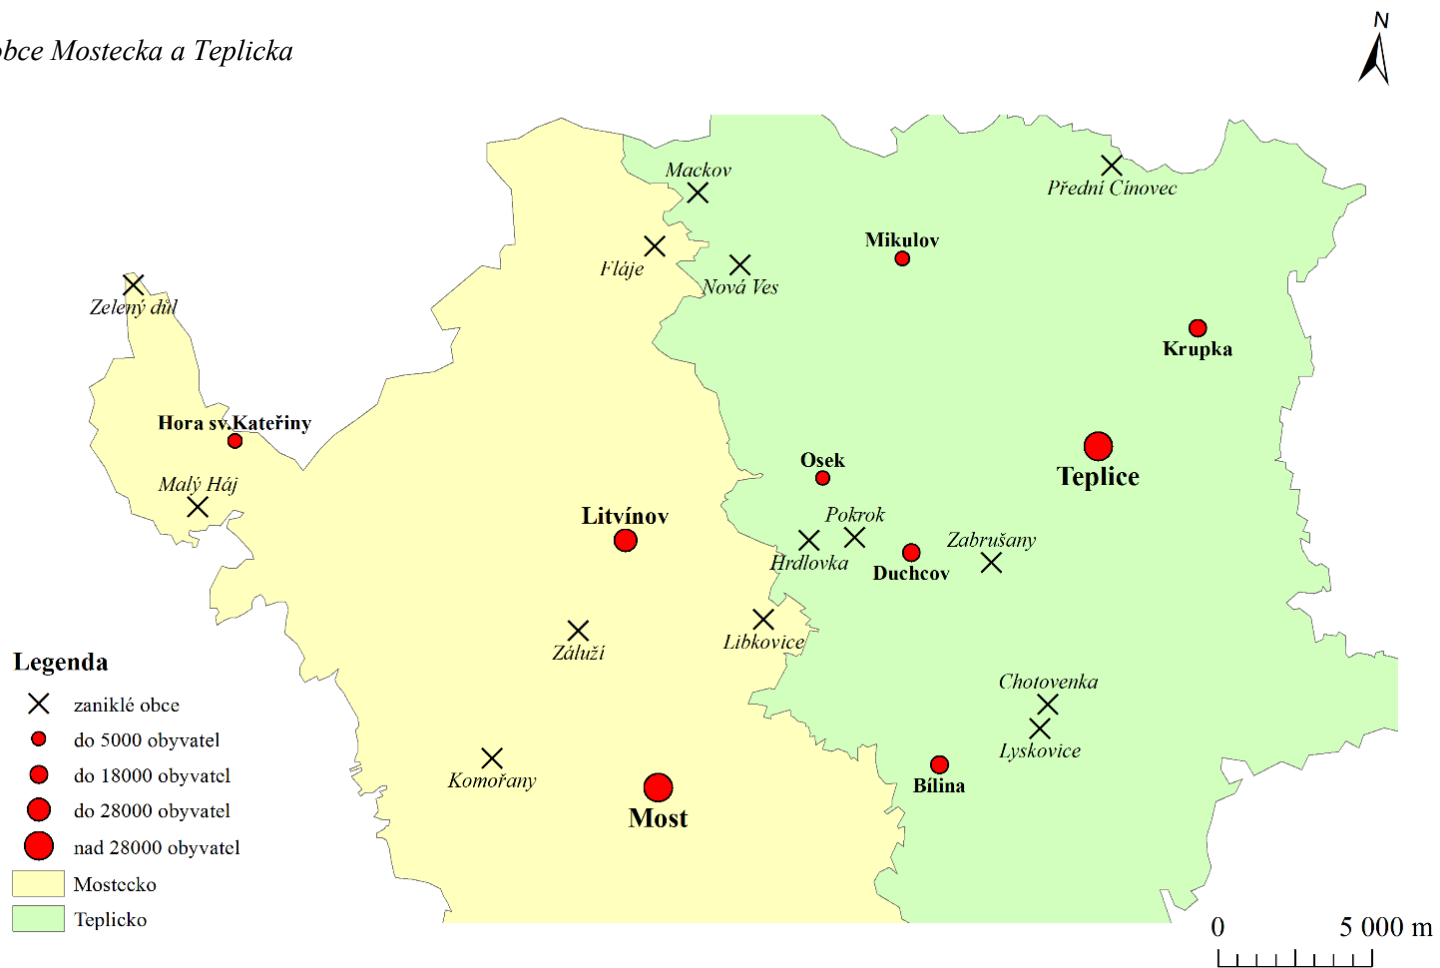 N
obce Mostecka a Teplicka
Mackov
Přední Cínovec
Mikulov
Fláje
Nová Ves
Zelený důl
Krupka
Hora sv.Kateřiny
Osek
Teplice
Malý Háj
Litvínov
Pokrok
Zabrušany
Hrdlovka
Duchcov
Libkovice
Záluží
Chotovenka
Lyskovice
Komořany
Bílina
Most
Legenda
zaniklé obce
do 5000 obyvatel
do 18000 obyvatel
do 28000 obyvatel
nad 28000 obyvatel
Mostecko
Teplicko
0 5 000 m